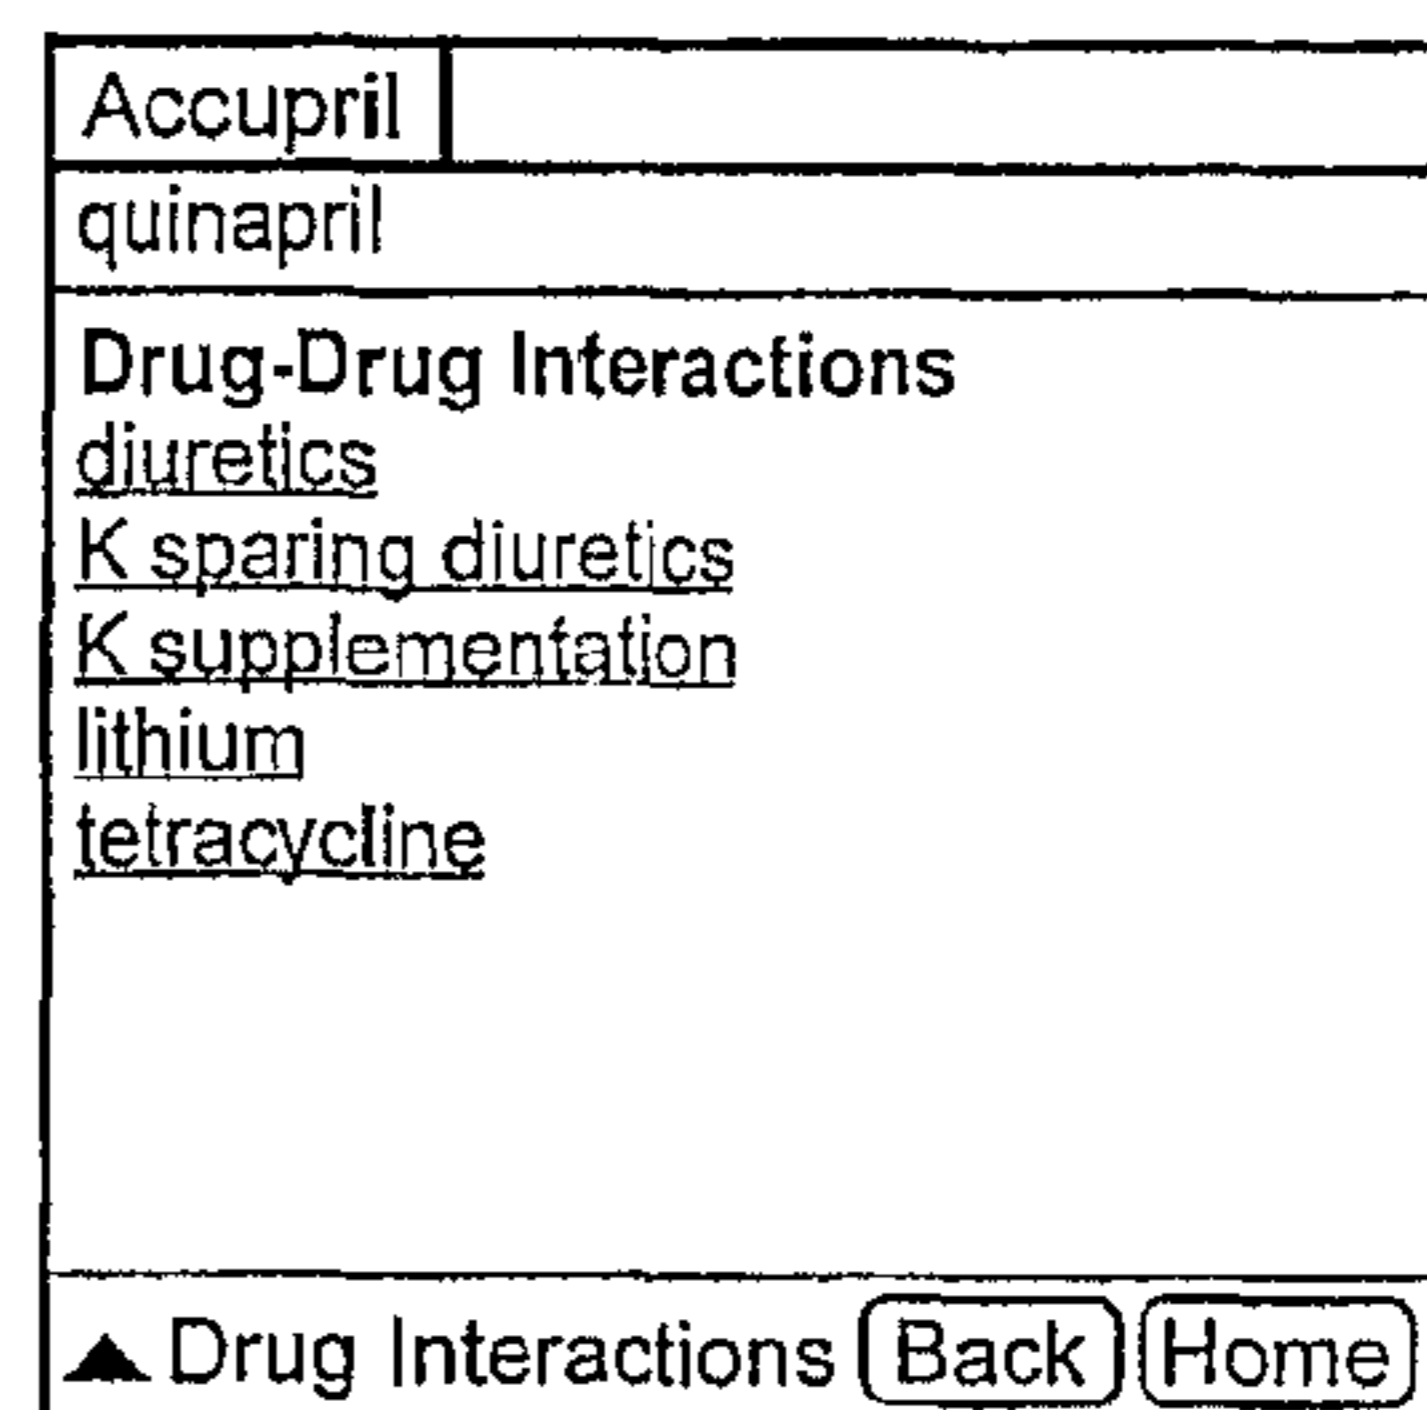 Accupril
quinapril
Drug-Drug Interactions
diuretics
K sparing diuretics
K supplementation
lithium
tetracycline
▲ Drug Interactions Back Home